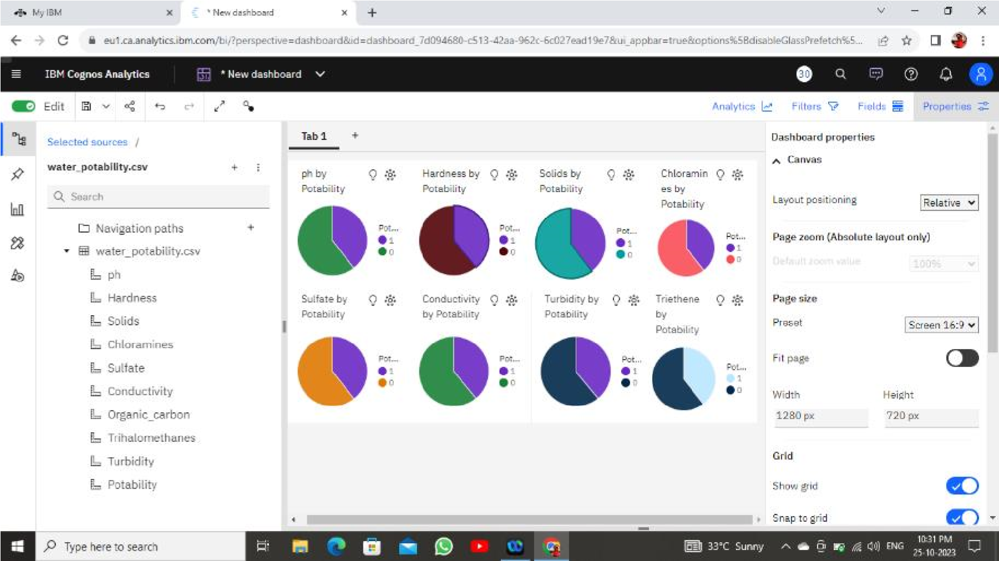 My IBM
* New dashboard
eu1.ca.analytics.ibm.com/bi/?perspective=dashboard&id=dashboard_7d094680-c513-42aa-962c-6c027ead19e7&ui_appbar=true&options%5BdisableGlassPrefetch%5...
IBM Cognos Analytics
* New dashboard
30
Edit
Analytics
Filters
Fields
Properties
Selected sources /
water_potability.csv
Search
Navigation paths
water_potability.csv
ph
Hardness
Solids
Chloramines
Sulfate
Conductivity
Organic_carbon
Trihalomethanes
Turbidity
Potability
Tab 1
ph by
Potability
Pot...
1
0
Hardness by
Potability
Pot...
1
0
Solids by
Potability
Pot...
1
0
Chloramin
es by
Potability
Pot...
1
0
Sulfate by
Potability
Pot...
1
0
Conductivity
by Potability
Pot...
1
0
Turbidity by
Potability
Pot...
1
0
Triethene
by
Potability
Pot...
1
0
Dashboard properties
Canvas
Layout positioning
Relative
Page zoom (Absolute layout only)
Default zoom value
100%
Page size
Preset
Screen 16:9
Fit page
Width
Height
1280 px
720 px
Grid
Show grid
Snap to grid
Type here to search
33°C Sunny
ENG
10:31 PM
25-10-2023